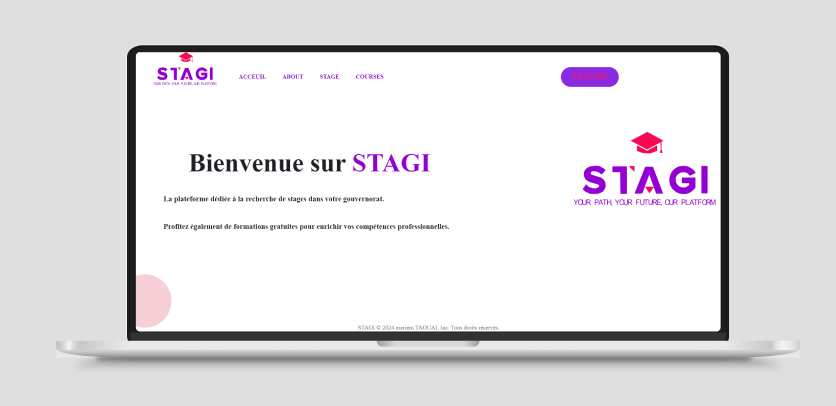 STAGI
YOUR PATH, YOUR FUTURE, OUR PLATFORM
ACCEUIL ABOUT STAGE COURSES
Bienvenue sur STAGI
La plateforme dédiée à la recherche de stages dans votre gouvernorat.
Profitez également de formations gratuites pour enrichir vos compétences professionnelles.
STAGI
YOUR PATH, YOUR FUTURE, OUR PLATFORM
STAGI © 2024 mariem TAOUAL Inc. Tous droits réservés.